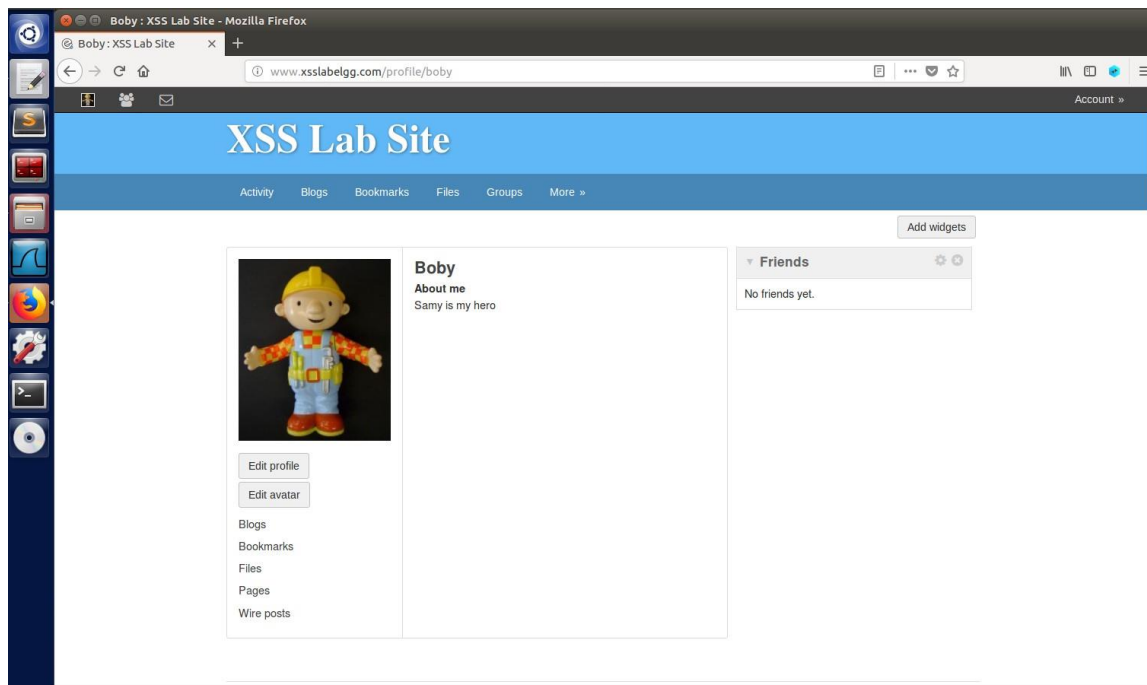 Boby : XSS Lab Site - Mozilla Firefox
Boby : XSS Lab Site
www.xsslabelgg.com/profile/boby
Account »
XSS Lab Site
Activity Blogs Bookmarks Files Groups More »
Add widgets
Boby
About me
Samy is my hero
Friends
No friends yet.
Edit profile
Edit avatar
Blogs
Bookmarks
Files
Pages
Wire posts